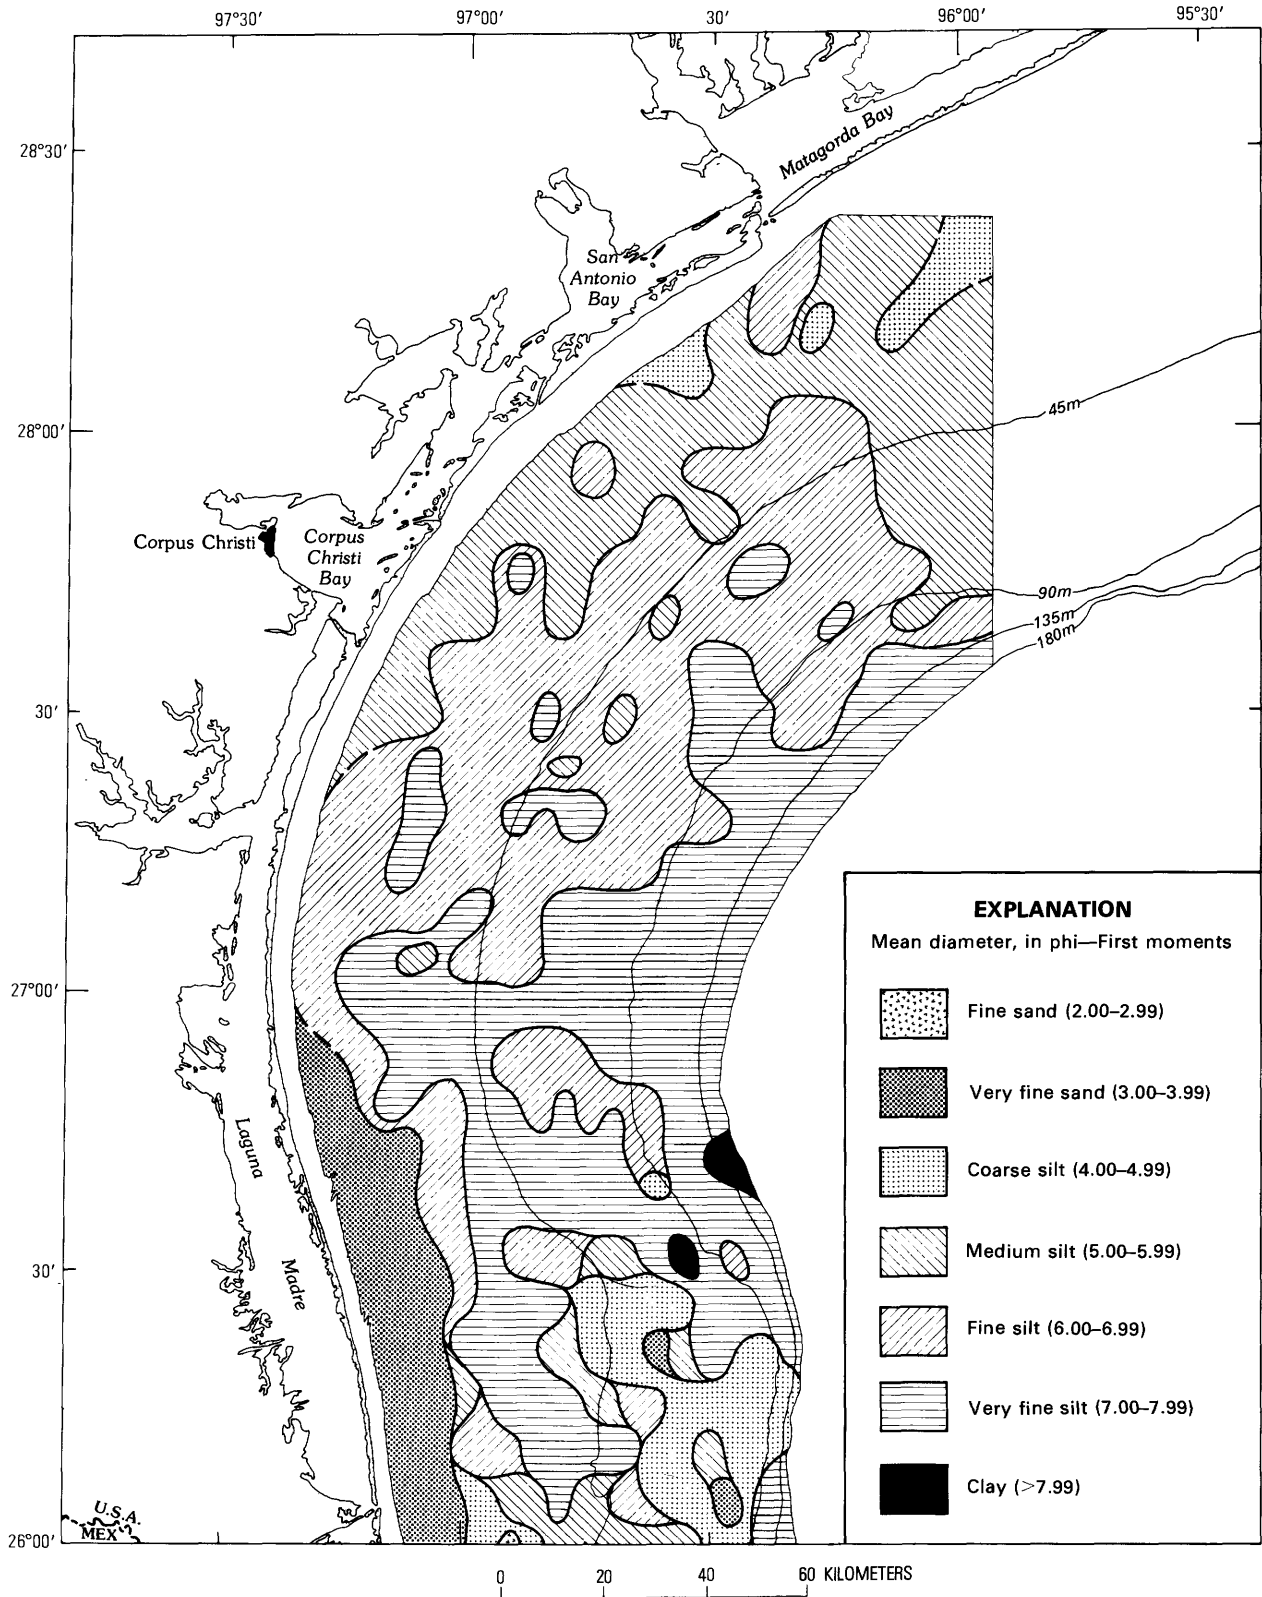 97°30′ 97°00′ 30′ 96°00′ 95°30′
28°30′
Matagorda Bay
San
Antonio
Bay
28°00′
45m
Corpus Christi
Corpus
Christi
Bay
90m
135m
180m
30′
27°00′
Laguna
Madre
30′
U.S.A.
MEX
26°00′
EXPLANATION
Mean diameter, in phi—First moments
Fine sand (2.00–2.99)
Very fine sand (3.00–3.99)
Coarse silt (4.00–4.99)
Medium silt (5.00–5.99)
Fine silt (6.00–6.99)
Very fine silt (7.00–7.99)
Clay (>7.99)
0 20 40 60 KILOMETERS